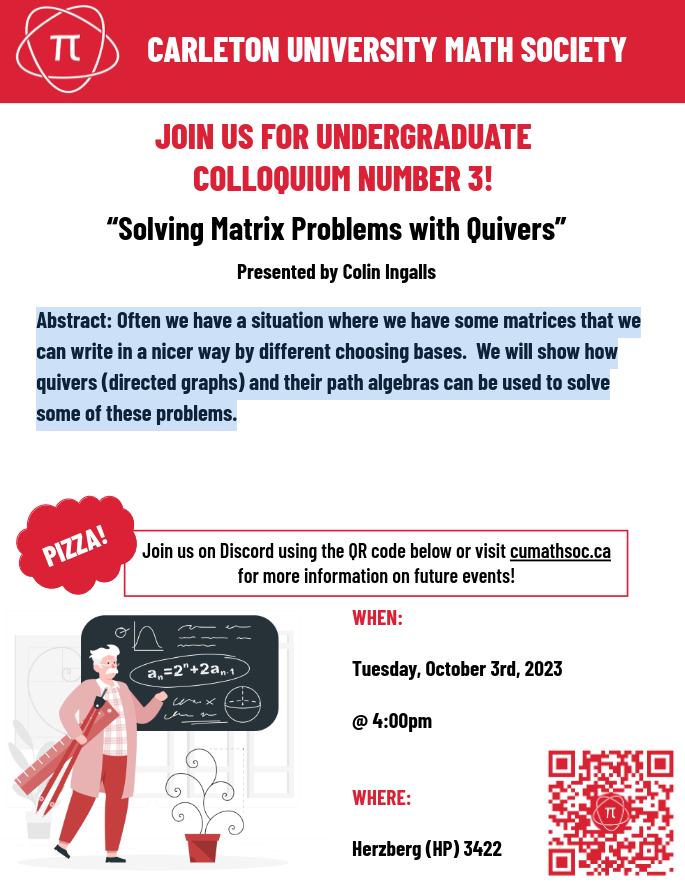 π CARLETON UNIVERSITY MATH SOCIETY
JOIN US FOR UNDERGRADUATE
COLLOQUIUM NUMBER 3!
“Solving Matrix Problems with Quivers”
Presented by Colin Ingalls
Abstract: Often we have a situation where we have some matrices that we
can write in a nicer way by different choosing bases.  We will show how
quivers (directed graphs) and their path algebras can be used to solve
some of these problems.
PIZZA!
Join us on Discord using the QR code below or visit cumathsoc.ca
for more information on future events!
aₙ=2ⁿ+2aₙ₋₁
WHEN:
Tuesday, October 3rd, 2023
@ 4:00pm
WHERE:
Herzberg (HP) 3422
π